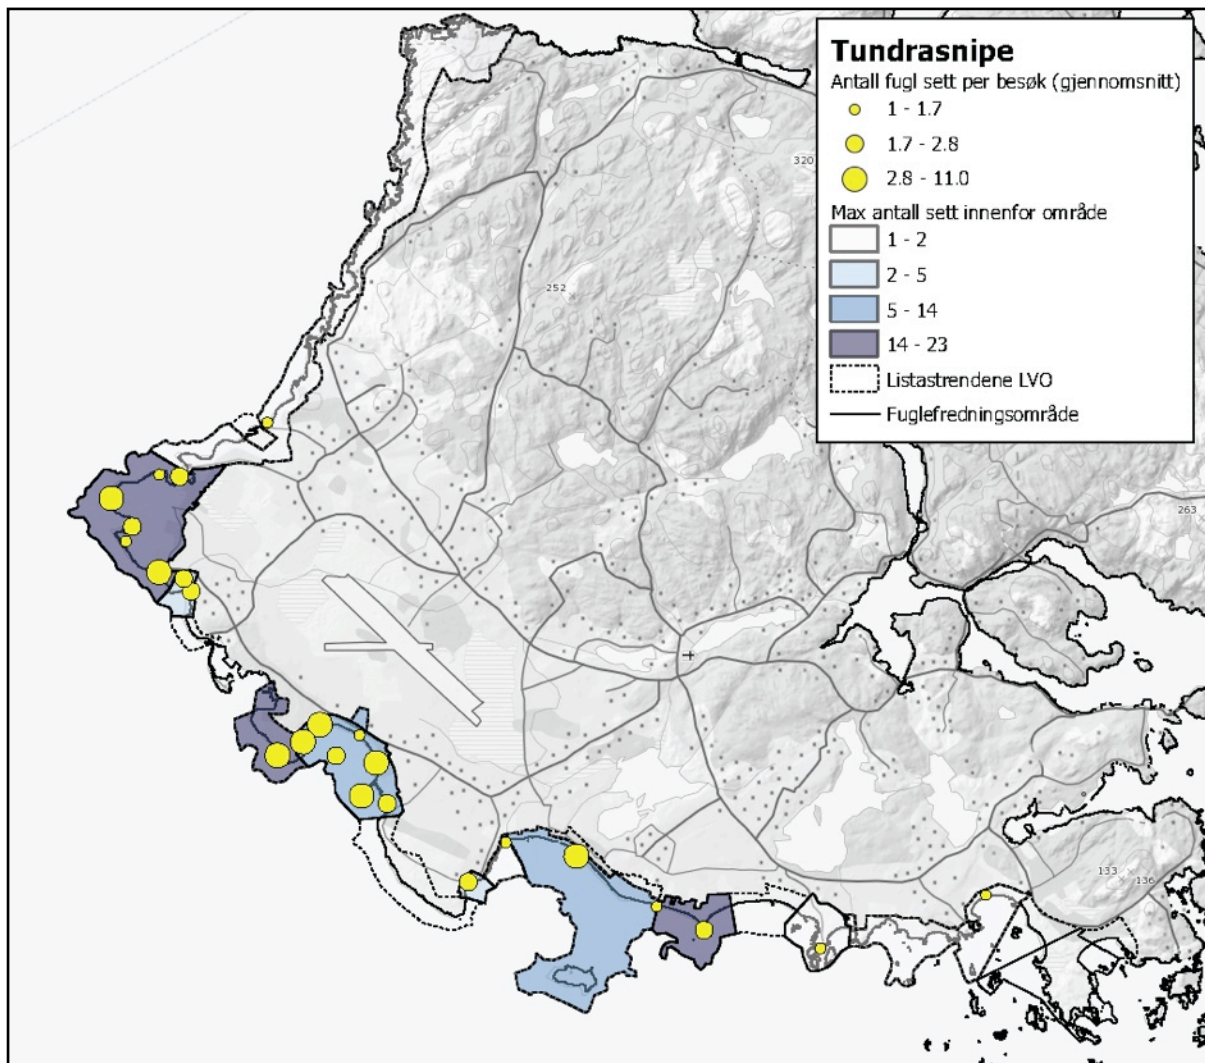 Tundrasnipe
Antall fugl sett per besøk (gjennomsnitt)
1 - 1.7
1.7 - 2.8
2.8 - 11.0
Max antall sett innenfor område
1 - 2
2 - 5
5 - 14
14 - 23
Listastrendene LVO
Fuglefredningsområde
320
252
263
133
136